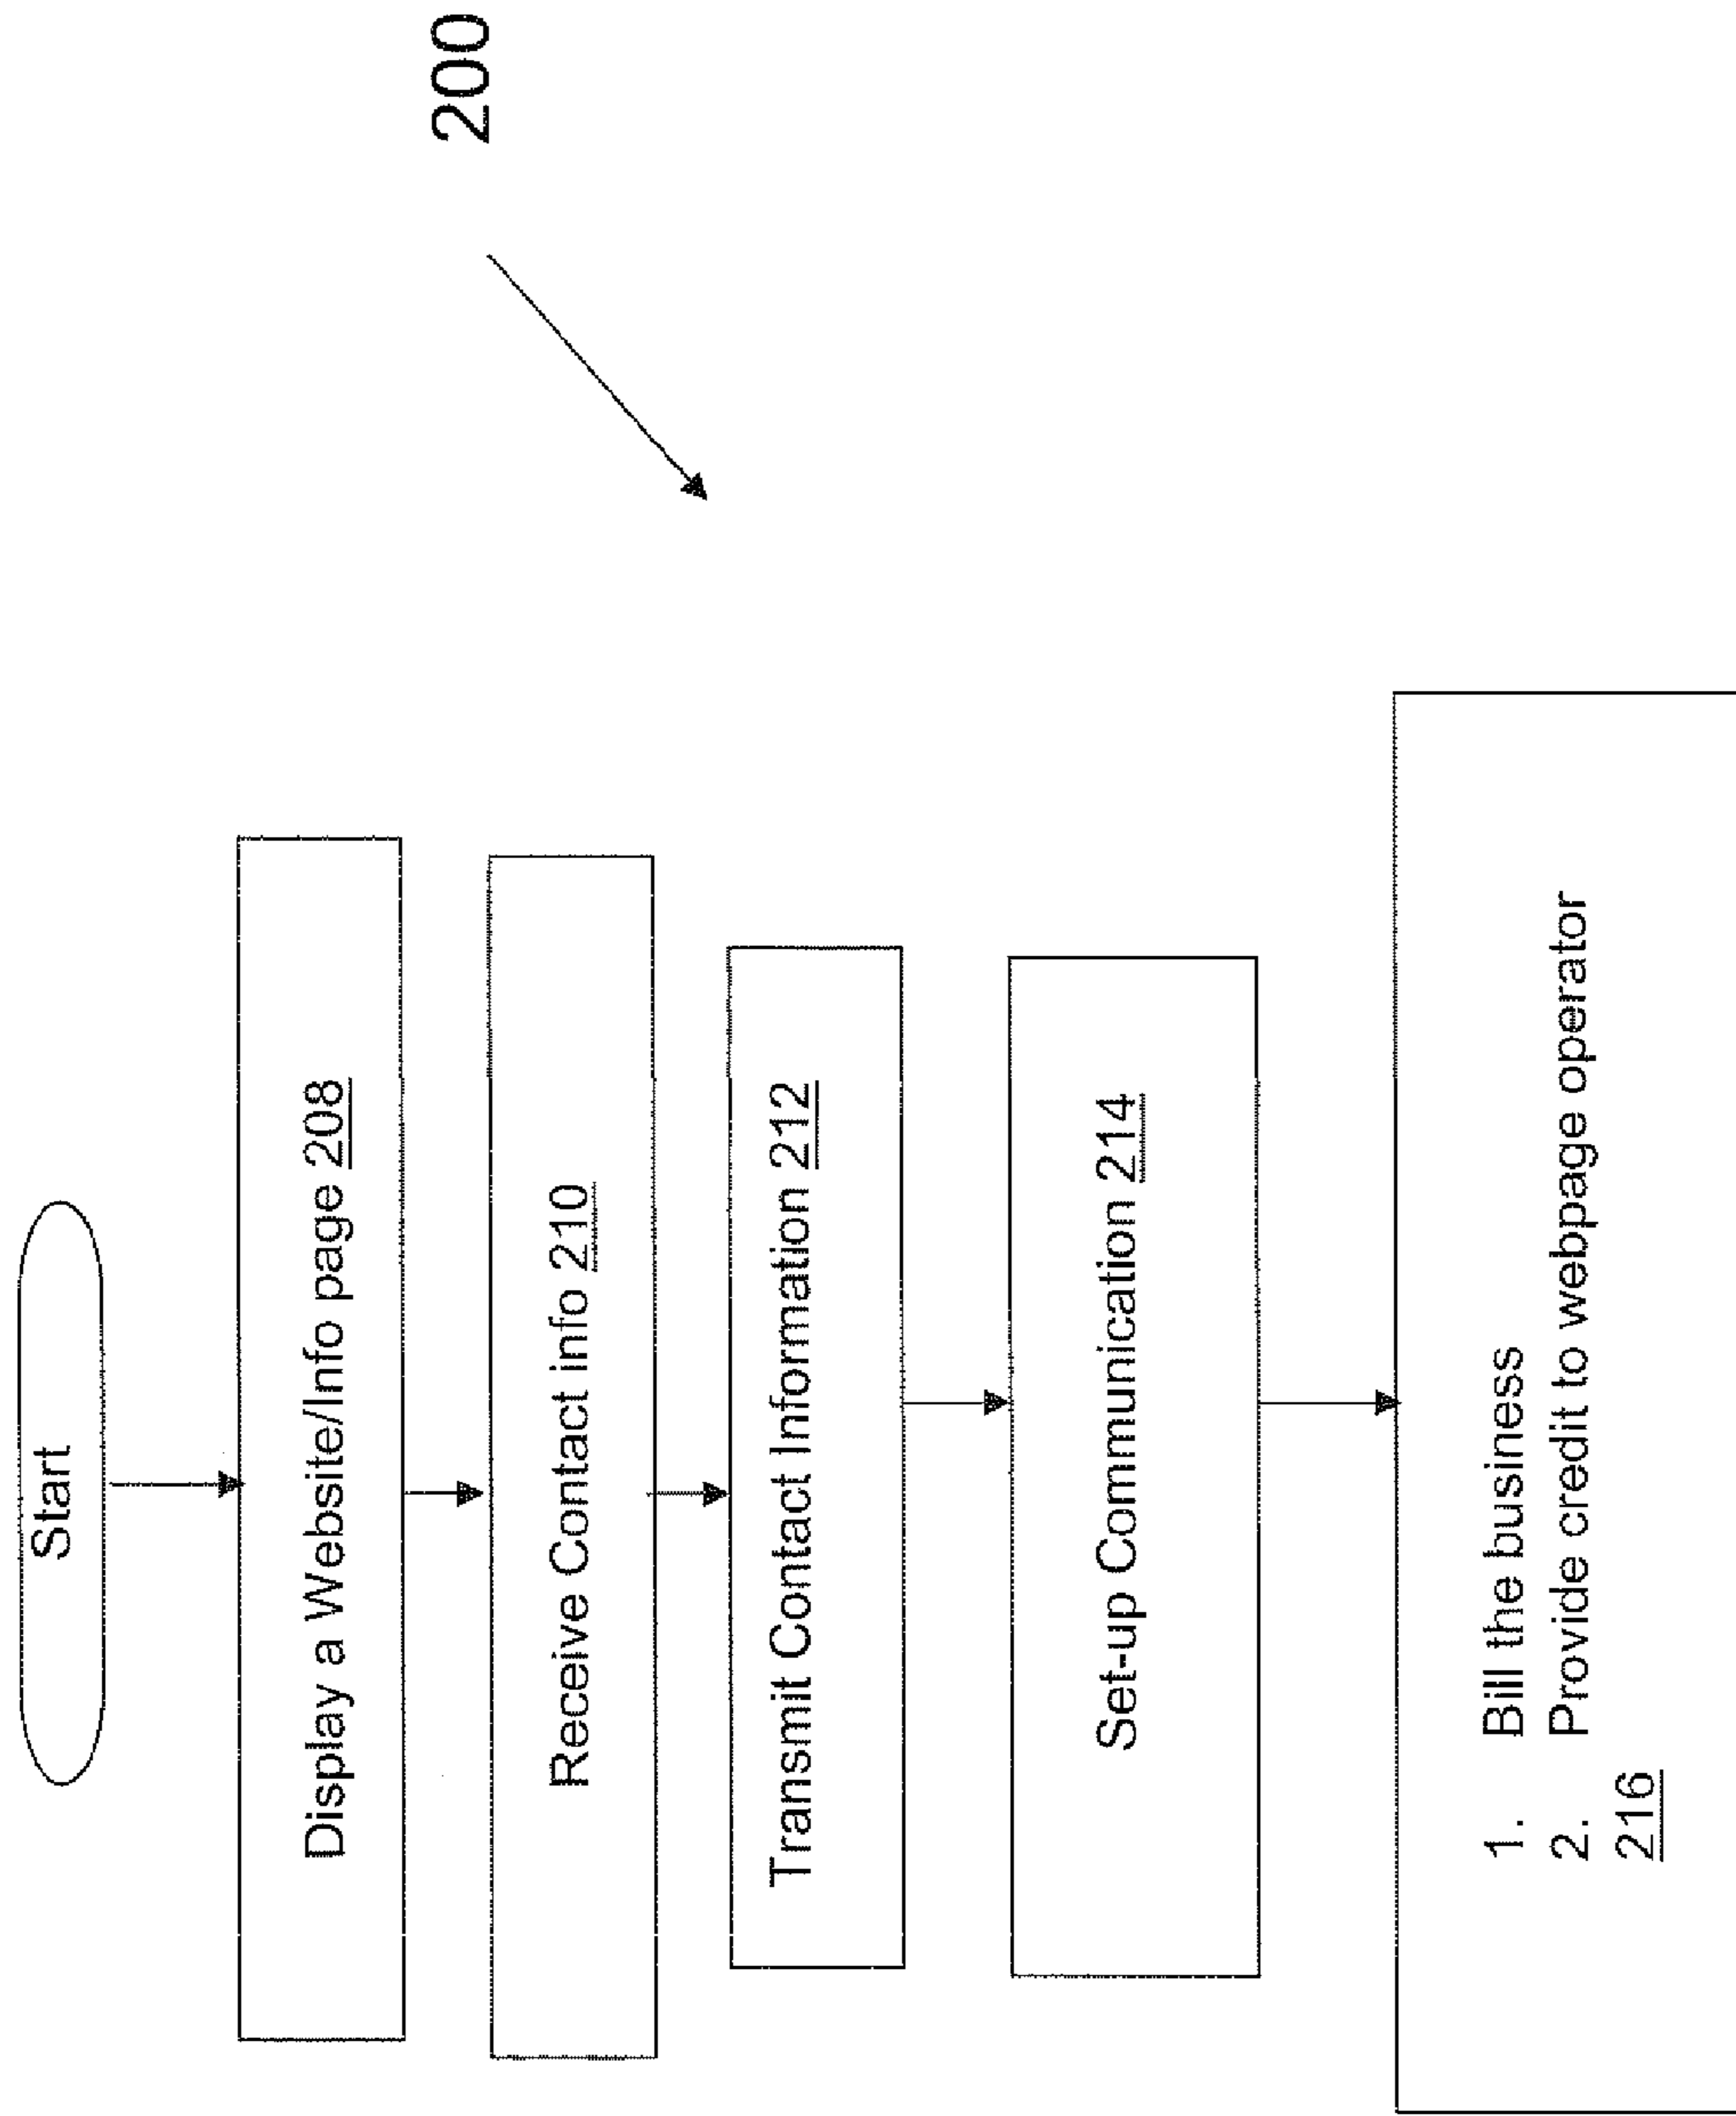 200
Start
Display a Website/Info page 208
Receive Contact info 210
Transmit Contact Information 212
Set-up Communication 214
1. Bill the business
2. Provide credit to webpage operator
216